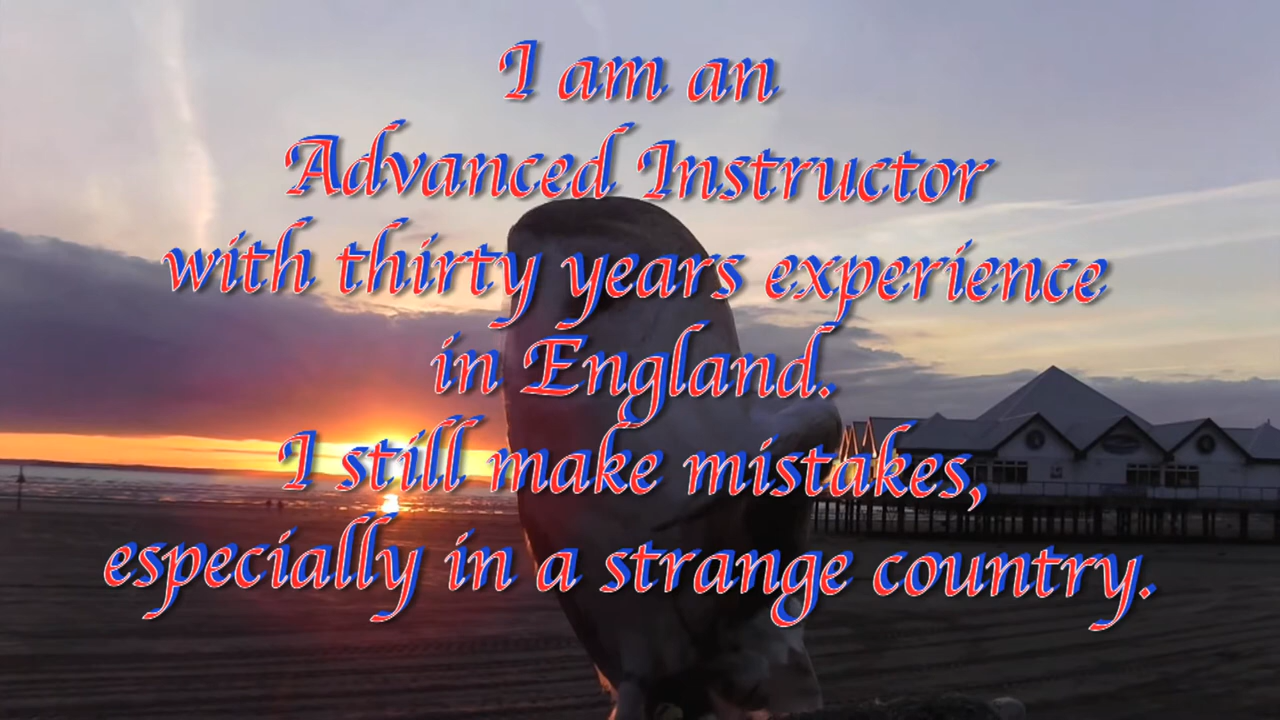 I am an
Advanced Instructor
with thirty years experience
in England.
I still make mistakes,
especially in a strange country.